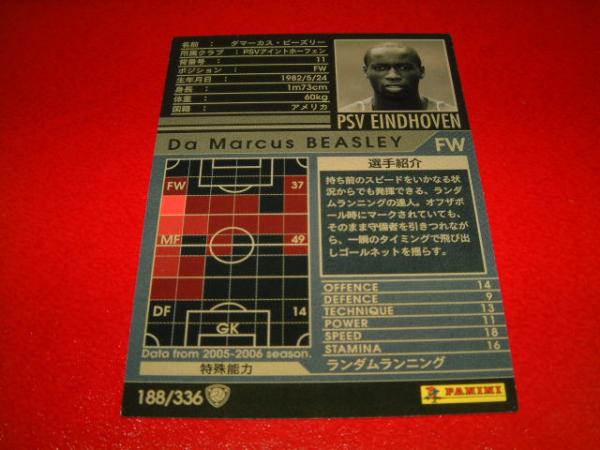 名前 : ダマーカス・ビーズリー
所属クラブ : PSVアイントホーフェン
背番号 : 11
ポジション : FW
生年月日 : 1982/5/24
身長 : 1m73cm
体重 : 60kg
国籍 : アメリカ
PSV EINDHOVEN
Da Marcus BEASLEY
FW
FW 37
MF 49
DF 14
GK
Data from 2005-2006 season.
選手紹介
持ち前のスピードをいかなる状
況からでも発揮できる、ランダ
ムランニングの達人。オフザボ
ール時にマークされていても、
そのまま守備者を引きつれなが
ら、一瞬のタイミングで飛び出
しゴールネットを揺らす。
OFFENCE 14
DEFENCE 9
TECHNIQUE 13
POWER 11
SPEED 18
STAMINA 16
特殊能力
ランダムランニング
188/336
PANINI